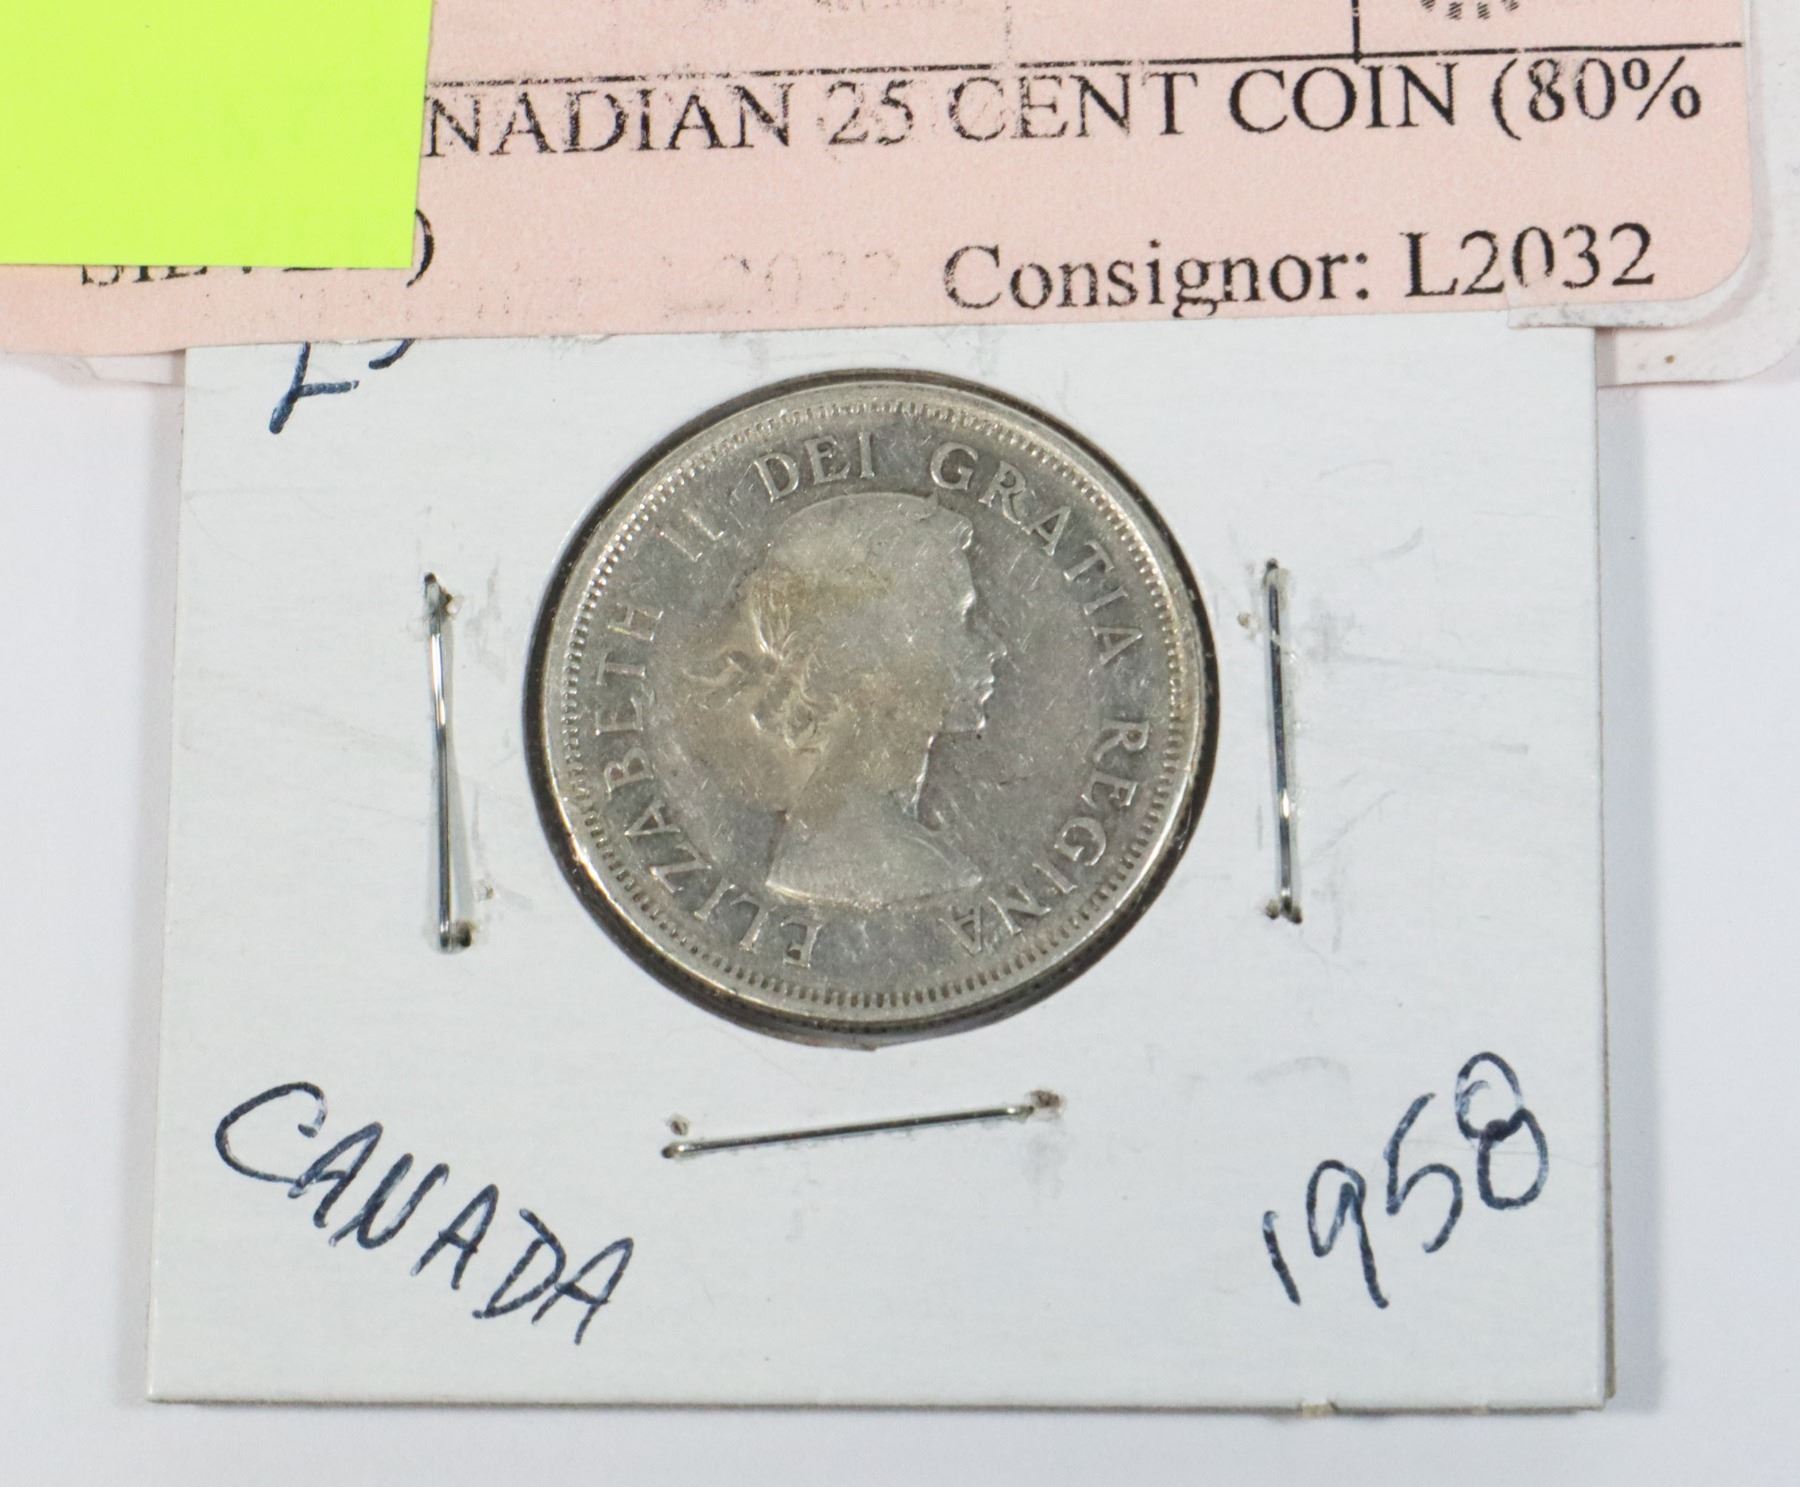 NADIAN 25 CENT COIN (80%
) Consignor: L2032
ELIZABETH II DEI GRATIA REGINA
CANADA
1958